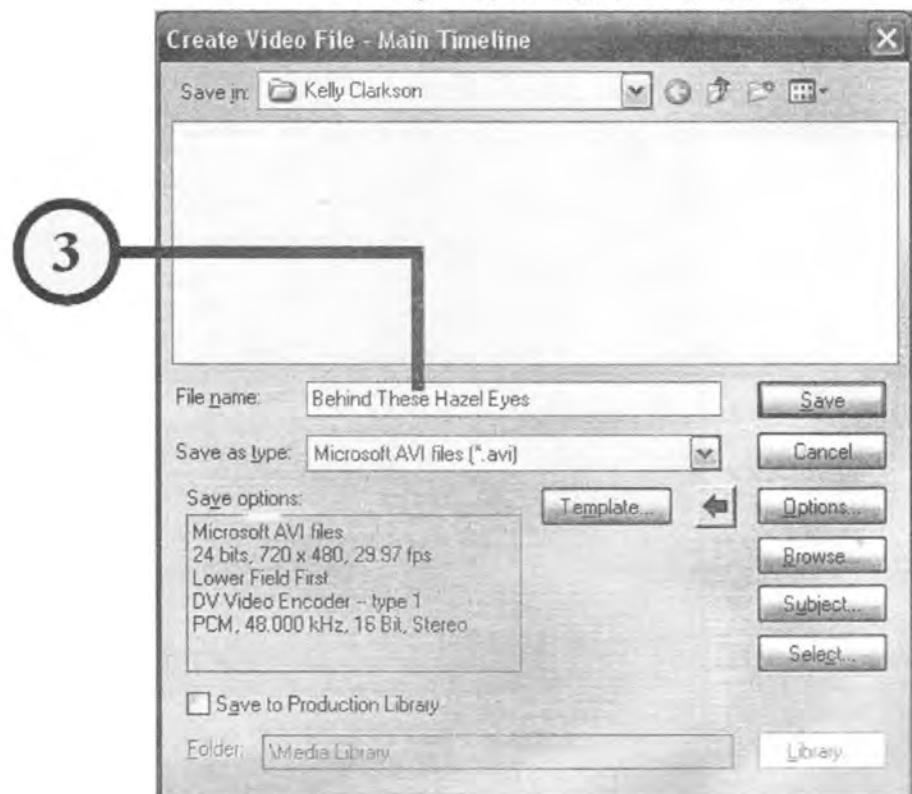 Create Video File - Main Timeline
Save in: Kelly Clarkson
3
File name: Behind These Hazel Eyes
Save
Save as type: Microsoft AVI files (*.avi)
Cancel
Save options:
Template...
Options...
Microsoft AVI files
24 bits, 720 x 480, 29.97 fps
Lower Field First
DV Video Encoder -- type 1
PCM, 48.000 kHz, 16 Bit, Stereo
Browse...
Subject...
Select...
Save to Production Library
Folder: \Media Library
Library...